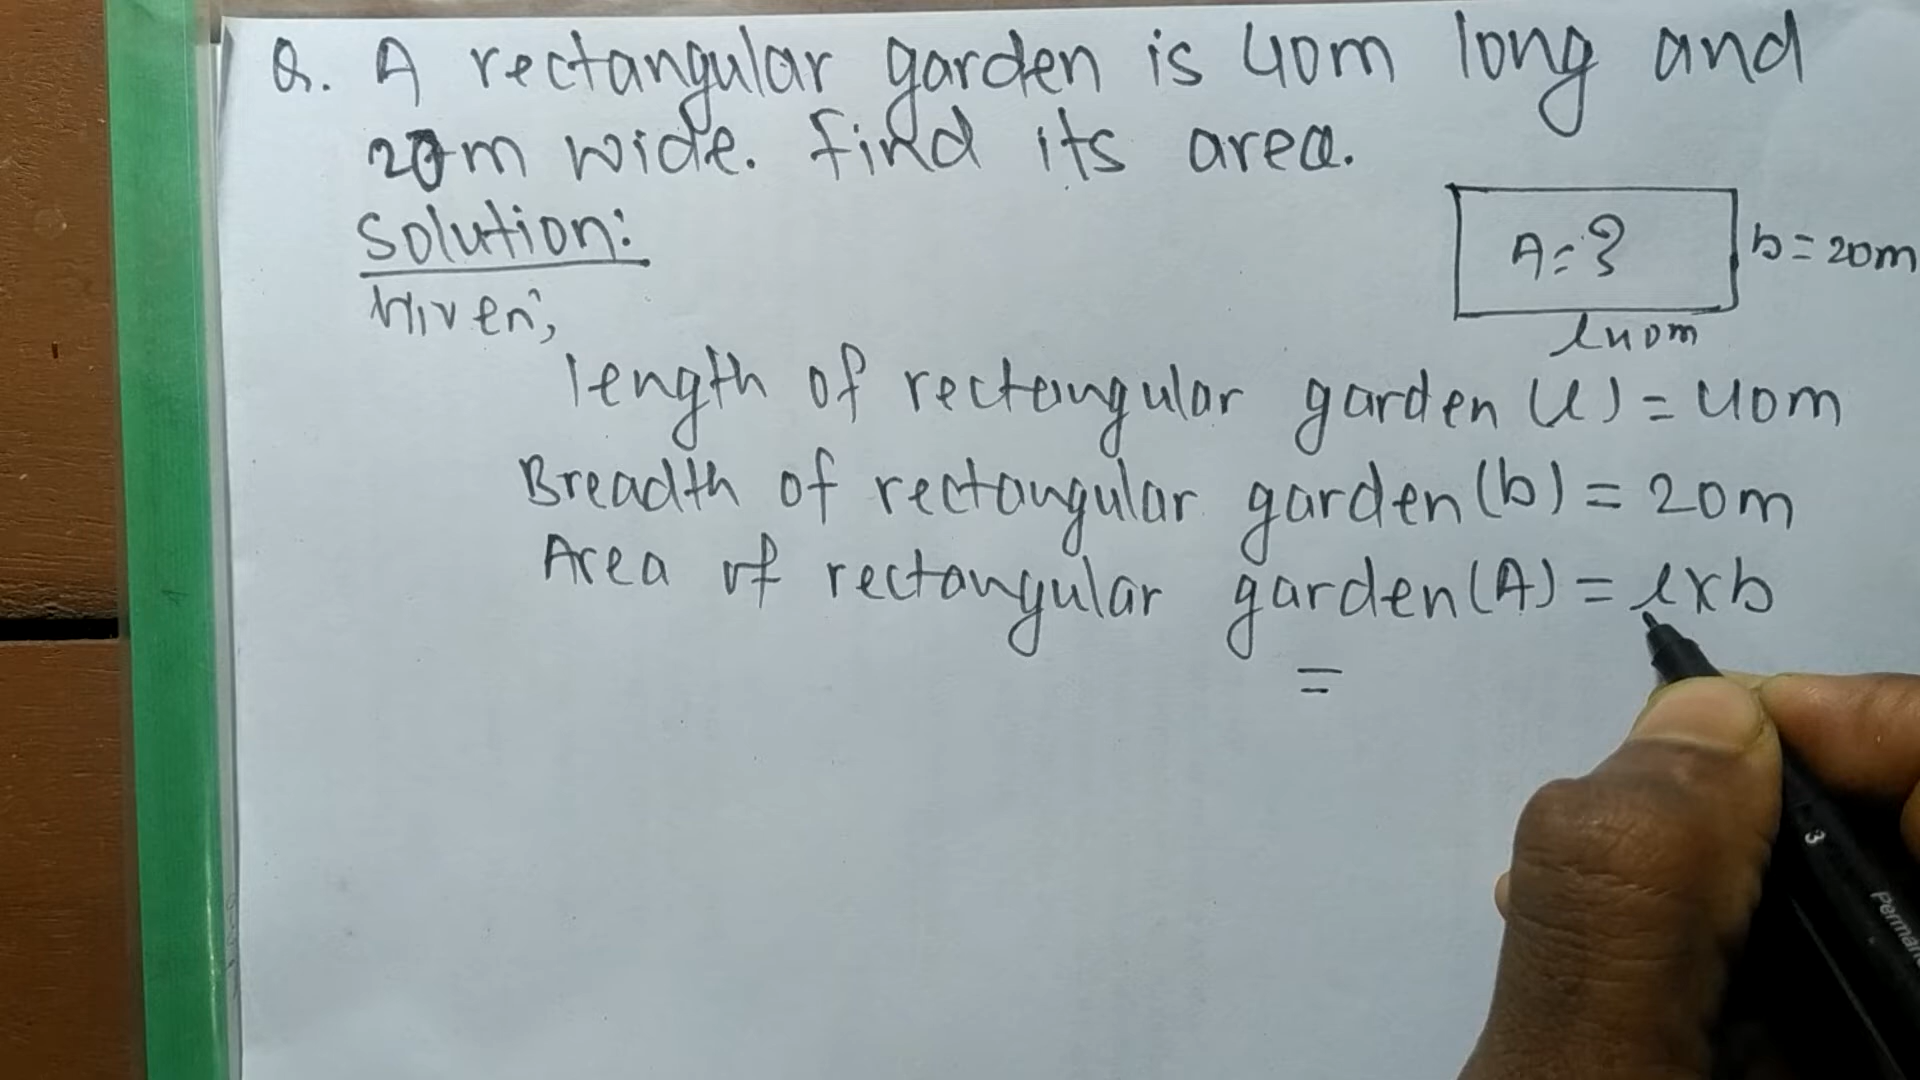 Q. A rectangular garden is 40m long and
20m wide. find its area.
Solution:
Given,
A=?
b=20m
l40m
length of rectangular garden (l) = 40m
Breadth of rectangular garden (b) = 20m
Area of rectangular garden (A) = l×b
=
3